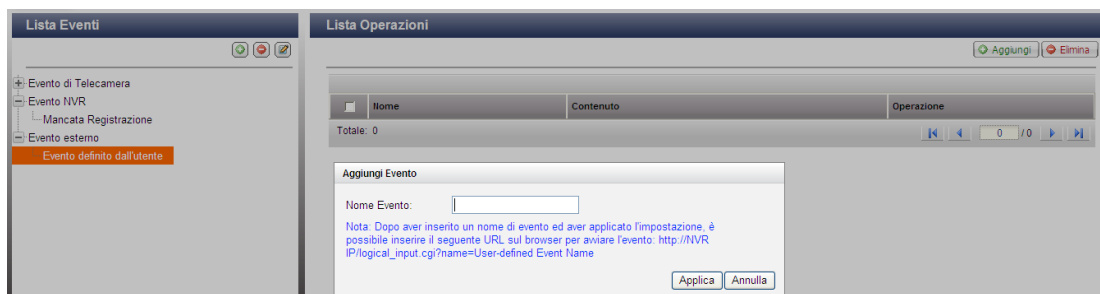 Lista Eventi
Evento di Telecamera
Evento NVR
Mancata Registrazione
Evento esterno
Evento definito dall'utente
Lista Operazioni
Aggiungi
Elimina
Nome Contenuto Operazione
Totale: 0
0 / 0
Aggiungi Evento
Nome Evento:
Nota: Dopo aver inserito un nome di evento ed aver applicato l'impostazione, è
possibile inserire il seguente URL sul browser per avviare l'evento: http://NVR
IP/logical_input.cgi?name=User-defined Event Name
Applica Annulla